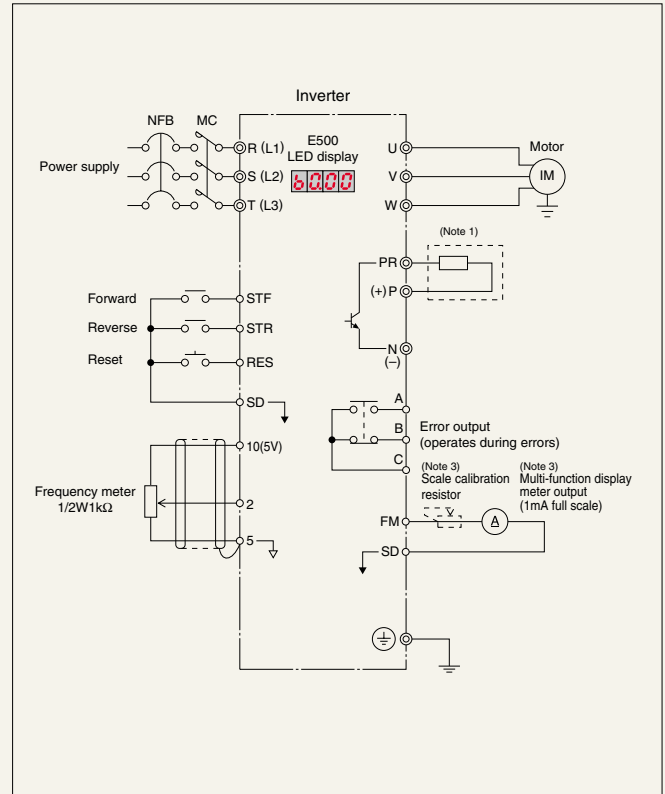 Inverter
NFB
MC
Power supply
R (L1)
S (L2)
T (L3)
E500
LED display
60.00
U
V
W
Motor
IM
(Note 1)
PR
(+) P
N
(–)
Forward
Reverse
Reset
STF
STR
RES
SD
A
B
C
Error output
(operates during errors)
10(5V)
Frequency meter
1/2W1kΩ
2
5
(Note 3)
Scale calibration
resistor
(Note 3)
Multi-function display
meter output
(1mA full scale)
FM
A
SD